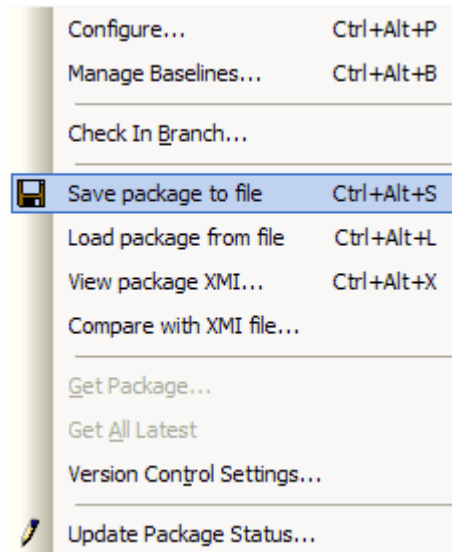 Configure... Ctrl+Alt+P
Manage Baselines... Ctrl+Alt+B
Check In Branch...
Save package to file Ctrl+Alt+S
Load package from file Ctrl+Alt+L
View package XMI... Ctrl+Alt+X
Compare with XMI file...
Get Package...
Get All Latest
Version Control Settings...
Update Package Status...